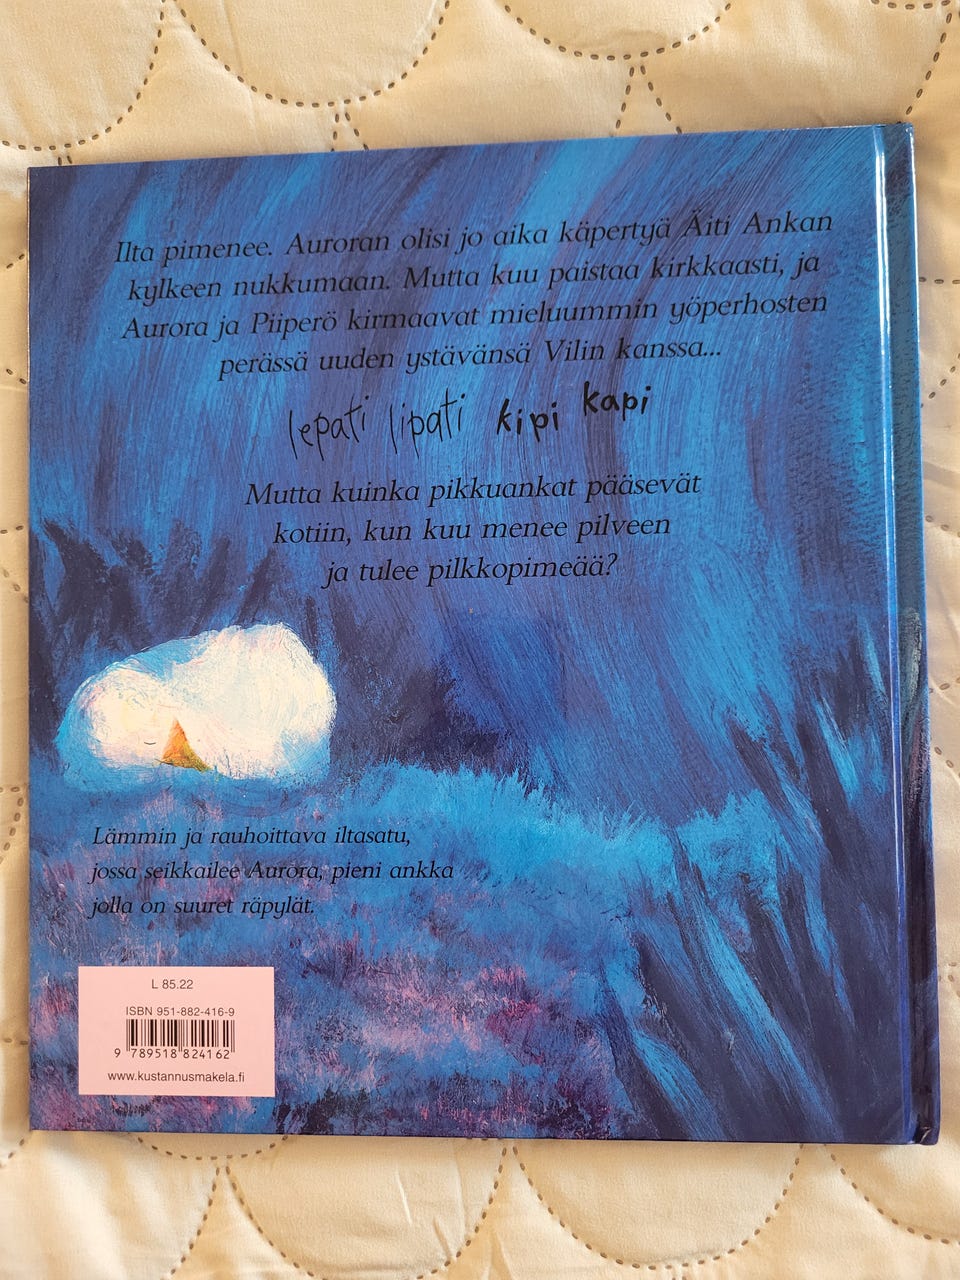 Ilta pimenee. Auroran olisi jo aika käpertyä Äiti Ankan
kylkeen nukkumaan. Mutta kuu paistaa kirkkaasti, ja
Aurora ja Piiperö kirmaavat mieluummin yöperhosten
perässä uuden ystävänsä Vilin kanssa...
lepati lipati kipi kapi
Mutta kuinka pikkuankat pääsevät
kotiin, kun kuu menee pilveen
ja tulee pilkkopimeää?
Lämmin ja rauhoittava iltasatu,
jossa seikkailee Aurora, pieni ankka
jolla on suuret räpylät.
L 85.22
ISBN 951-882-416-9
9 789518 824162
www.kustannusmakela.fi